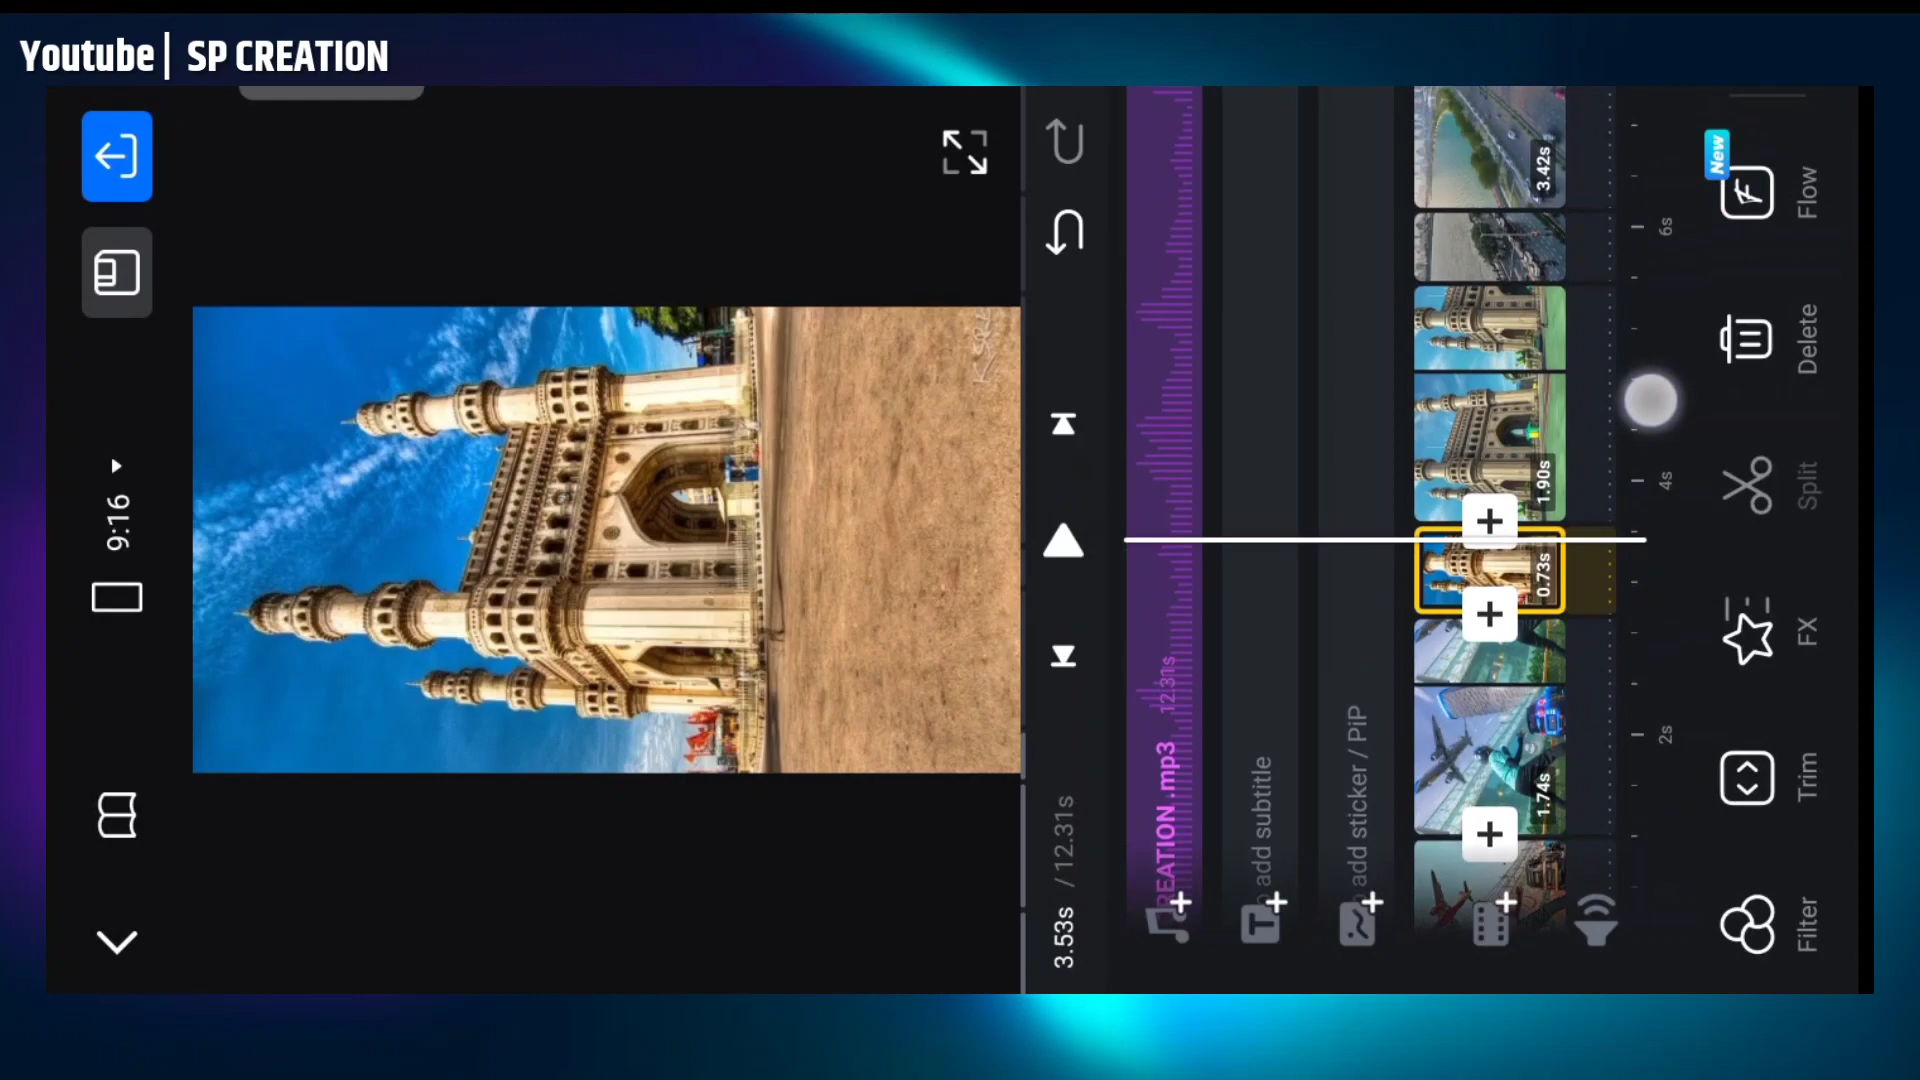 Youtube | SP CREATION
9:16
3.53s / 12.31s
REATION .mp3 12.31s
add subtitle
add sticker / PiP
1.74s
0.73s
1.90s
3.42s
2s
4s
6s
Filter
Trim
FX
Split
Delete
Flow
New